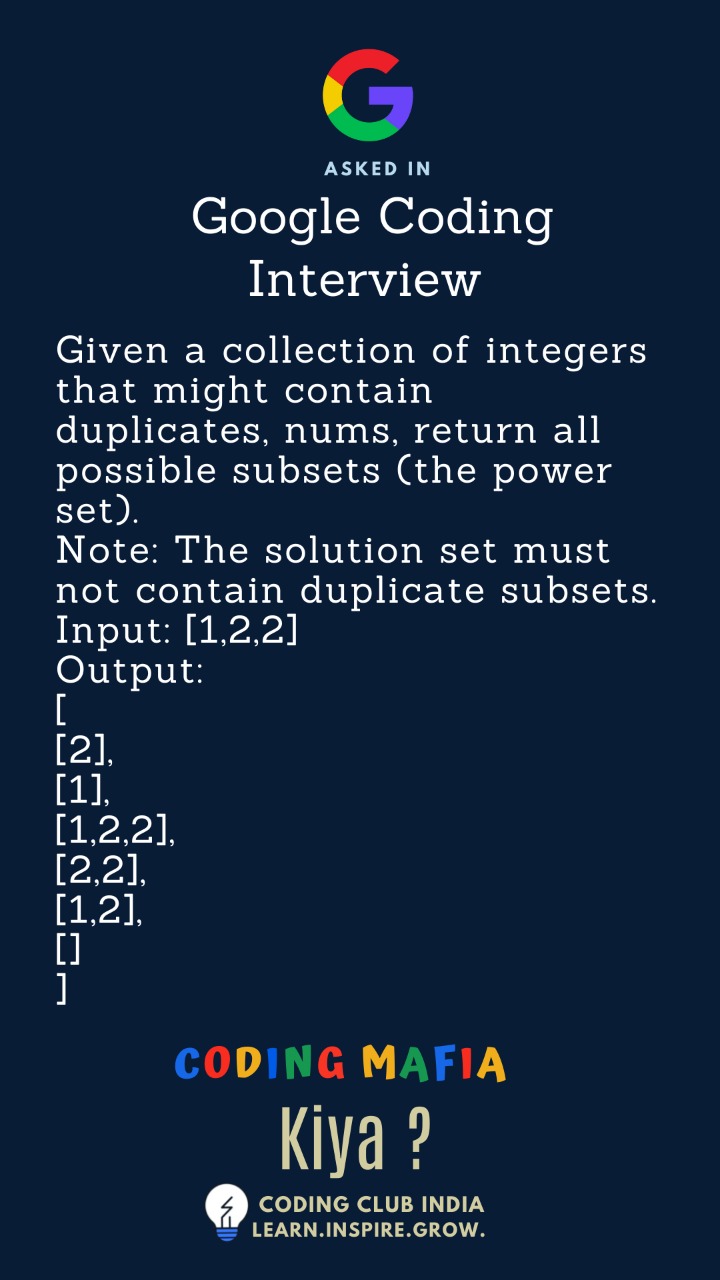 G
ASKED IN
Google Coding
Interview
Given a collection of integers
that might contain
duplicates, nums, return all
possible subsets (the power
set).
Note: The solution set must
not contain duplicate subsets.
Input: [1,2,2]
Output:
[
[2],
[1],
[1,2,2],
[2,2],
[1,2],
[]
]
CODING MAFIA
Kiya ?
CODING CLUB INDIA
LEARN.INSPIRE.GROW.